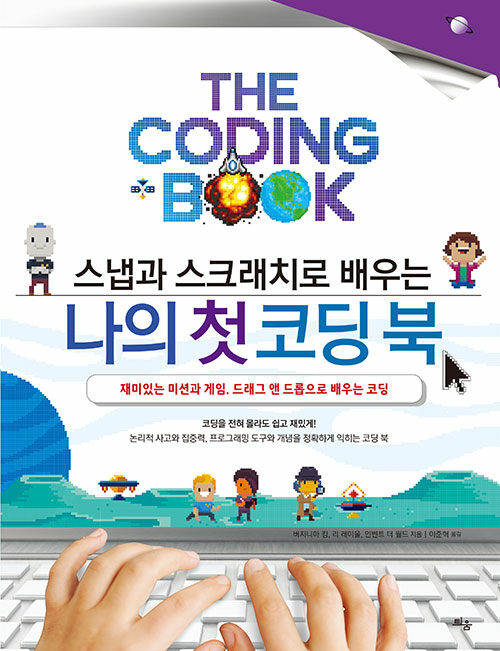 THE
CODING
BOOK
스냅과 스크래치로 배우는
나의 첫 코딩 북
재미있는 미션과 게임. 드래그 앤 드롭으로 배우는 코딩
코딩을 전혀 몰라도 쉽고 재밌게!
논리적 사고와 집중력, 프로그래밍 도구와 개념을 정확하게 익히는 코딩 북
버지니아 킹, 리 레이울, 인벤트 더 월드 지음 | 이준혁 옮김
틔움